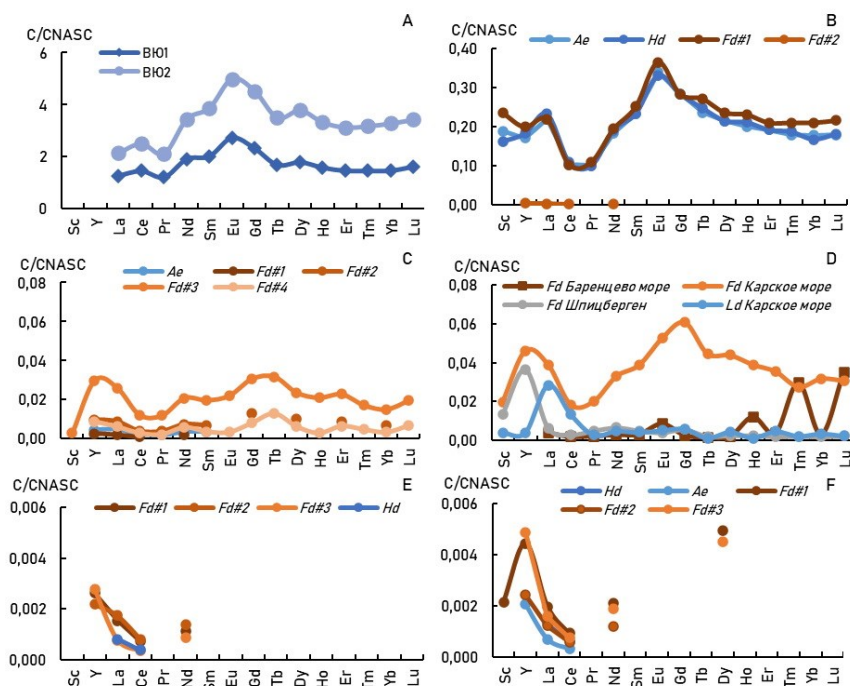 C/CNASC A
6
4
2
0
ВЮ1
ВЮ2
Sc Y La Ce Pr Nd Sm Eu Gd Tb Dy Ho Er Tm Yb Lu
C/CNASC B
0,40
0,30
0,20
0,10
0,00
Ae Hd Fd#1 Fd#2
Sc Y La Ce Pr Nd Sm Eu Gd Tb Dy Ho Er Tm Yb Lu
C/CNASC C
0,08
0,06
0,04
0,02
0,00
Ae Fd#1 Fd#2
Fd#3 Fd#4
Sc Y La Ce Pr Nd Sm Eu Gd Tb Dy Ho Er Tm Yb Lu
C/CNASC D
0,08
0,06
0,04
0,02
0,00
Fd Баренцево море Fd Карское море
Fd Шпицберген Ld Карское море
Sc Y La Ce Pr Nd Sm Eu Gd Tb Dy Ho Er Tm Yb Lu
C/CNASC E
0,006
0,004
0,002
0,000
Fd#1 Fd#2 Fd#3 Hd
Sc Y La Ce Pr Nd Sm Eu Gd Tb Dy Ho Er Tm Yb Lu
C/CNASC F
0,006
0,004
0,002
0,000
Hd Ae Fd#1
Fd#2 Fd#3
Sc Y La Ce Pr Nd Sm Eu Gd Tb Dy Ho Er Tm Yb Lu